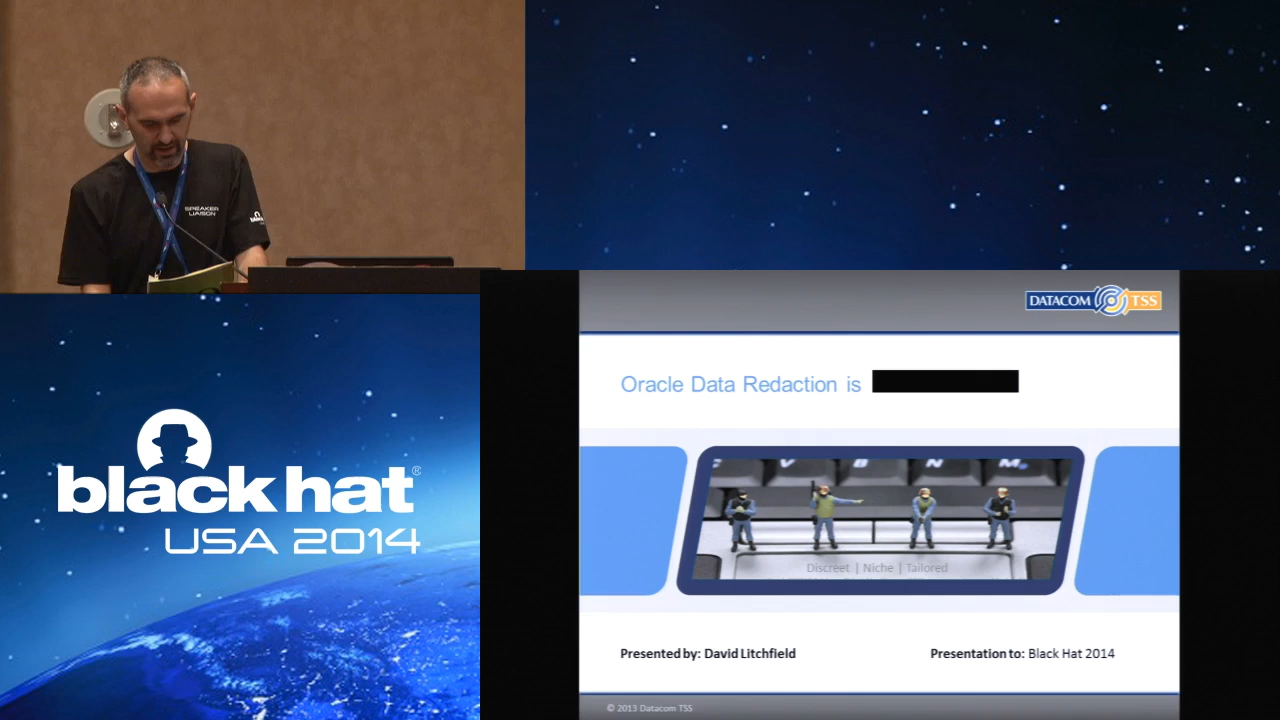 SPEAKER
LIAISON
DATACOM TSS
Oracle Data Redaction is
V B N M
Discreet | Niche | Tailored
black hat®
USA 2014
Presented by: David Litchfield
Presentation to: Black Hat 2014
© 2013 Datacom TSS